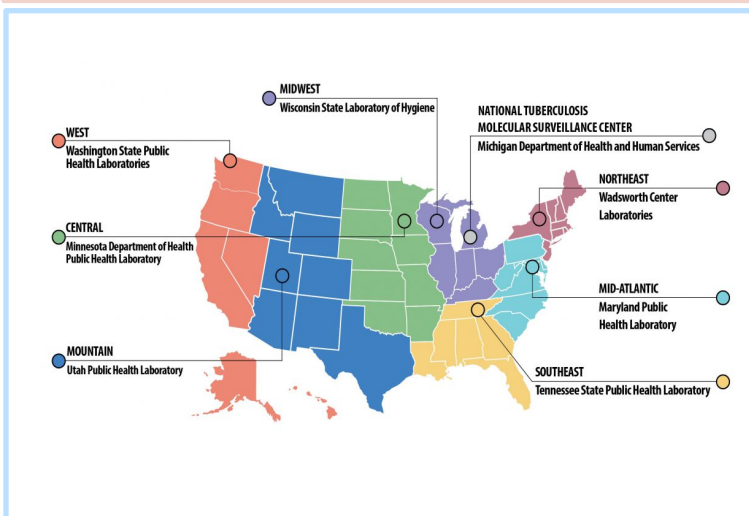 MIDWEST
Wisconsin State Laboratory of Hygiene
NATIONAL TUBERCULOSIS
MOLECULAR SURVEILLANCE CENTER
Michigan Department of Health and Human Services
WEST
Washington State Public
Health Laboratories
NORTHEAST
Wadsworth Center
Laboratories
CENTRAL
Minnesota Department of Health
Public Health Laboratory
MID-ATLANTIC
Maryland Public
Health Laboratory
MOUNTAIN
Utah Public Health Laboratory
SOUTHEAST
Tennessee State Public Health Laboratory